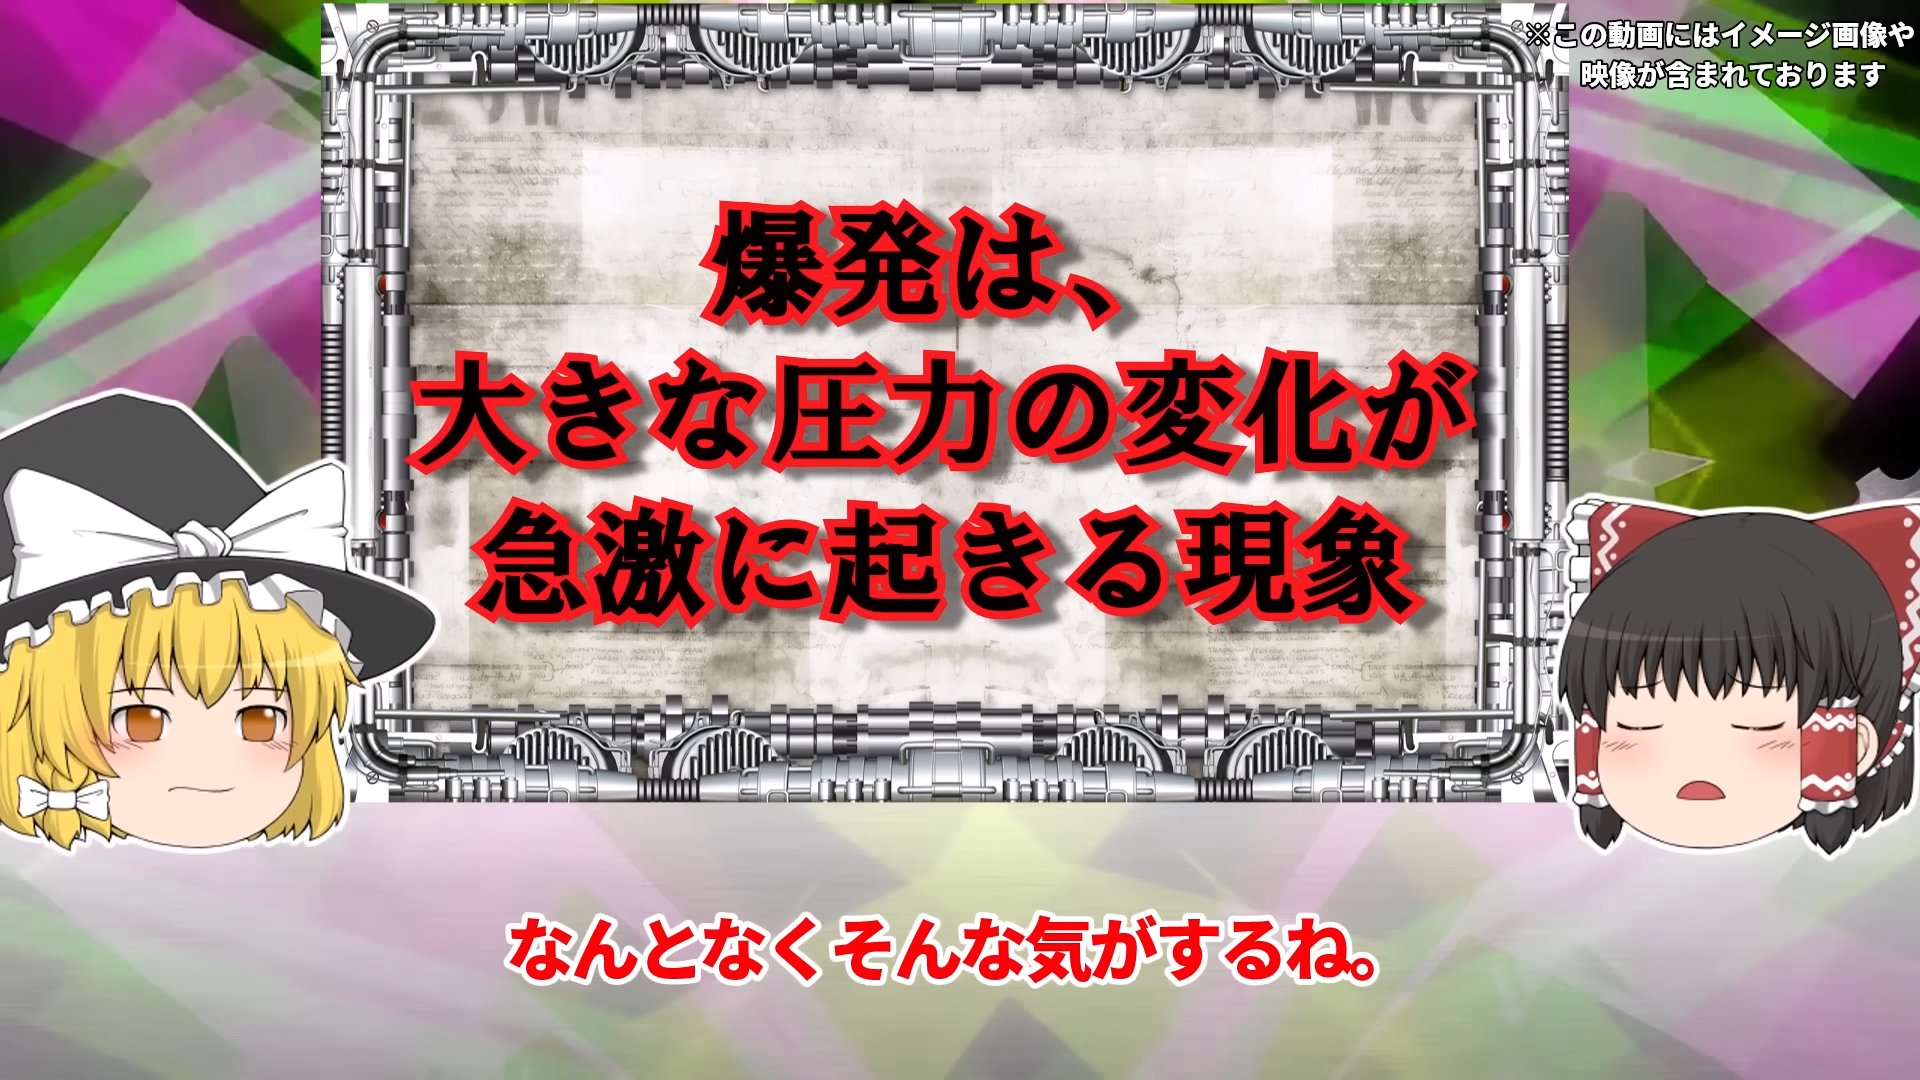 ※この動画にはイメージ画像や
映像が含まれております
爆発は、
大きな圧力の変化が
急激に起きる現象
なんとなくそんな気がするね。